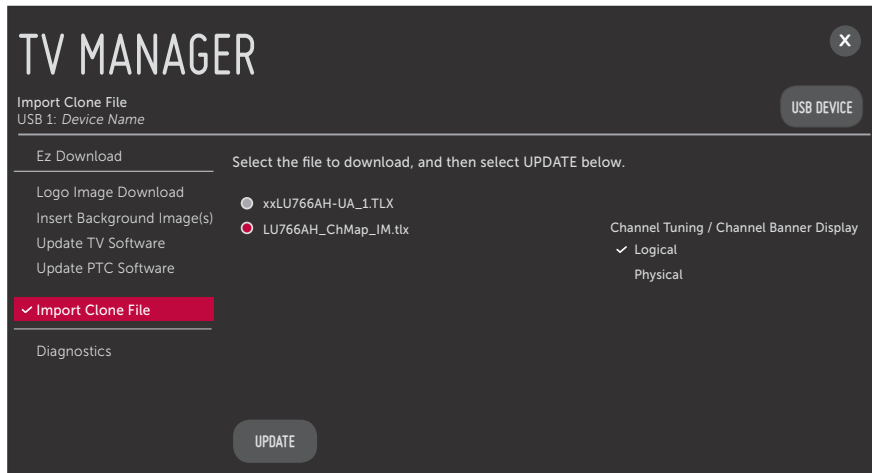 TV MANAGER
X
Import Clone File
USB 1: Device Name
USB DEVICE
Ez Download
Logo Image Download
Insert Background Image(s)
Update TV Software
Update PTC Software
Import Clone File
Diagnostics
Select the file to download, and then select UPDATE below.
xxLU766AH-UA_1.TLX
LU766AH_ChMap_IM.tlx
Channel Tuning / Channel Banner Display
Logical
Physical
UPDATE